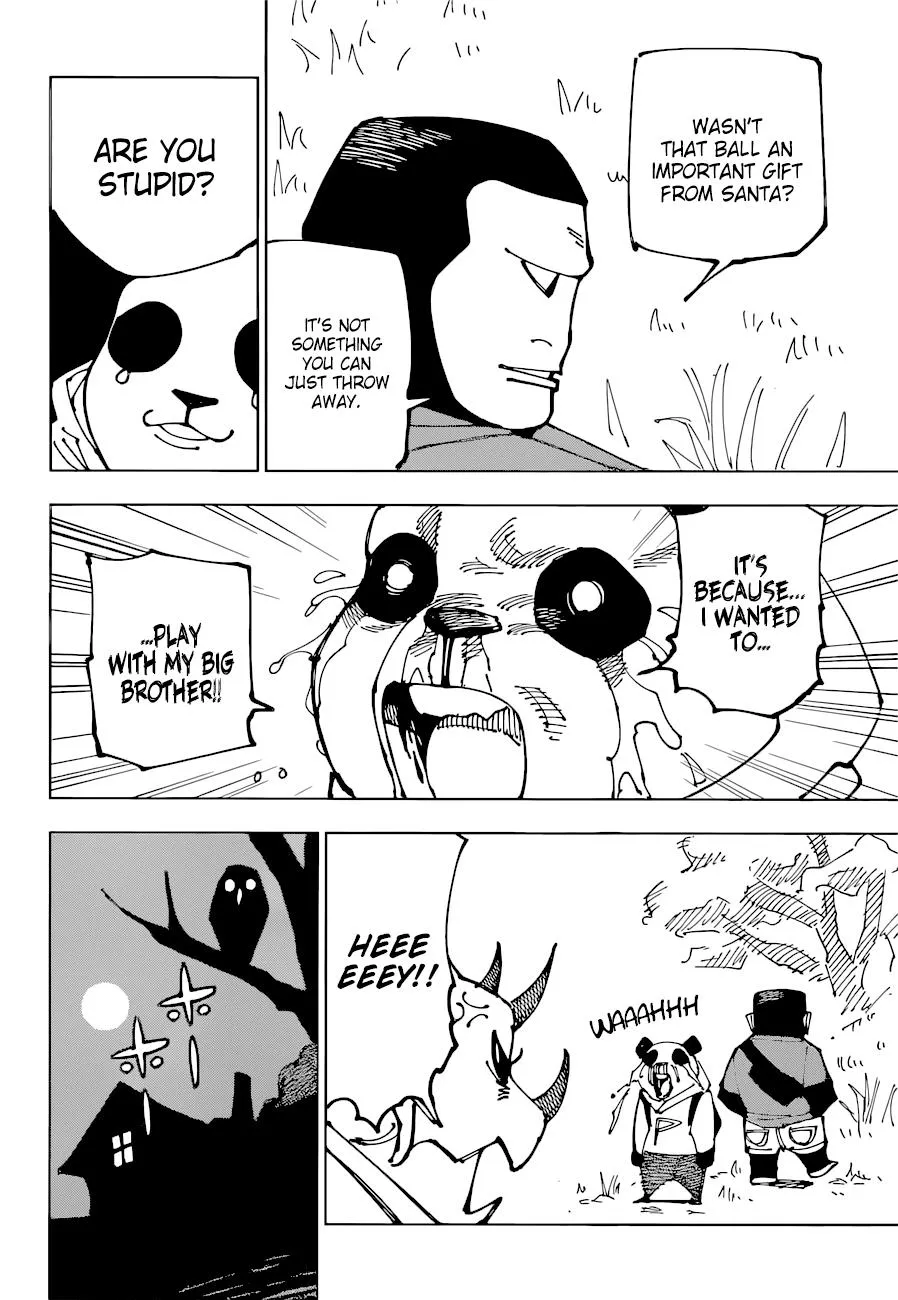 WASN'T
THAT BALL AN
IMPORTANT GIFT
FROM SANTA?
IT'S NOT
SOMETHING
YOU CAN
JUST THROW
AWAY.
ARE YOU
STUPID?
IT'S
BECAUSE...
I WANTED
TO...
...PLAY
WITH MY BIG
BROTHER!!
WAAAHHH
P
HEEE
EEEY!!